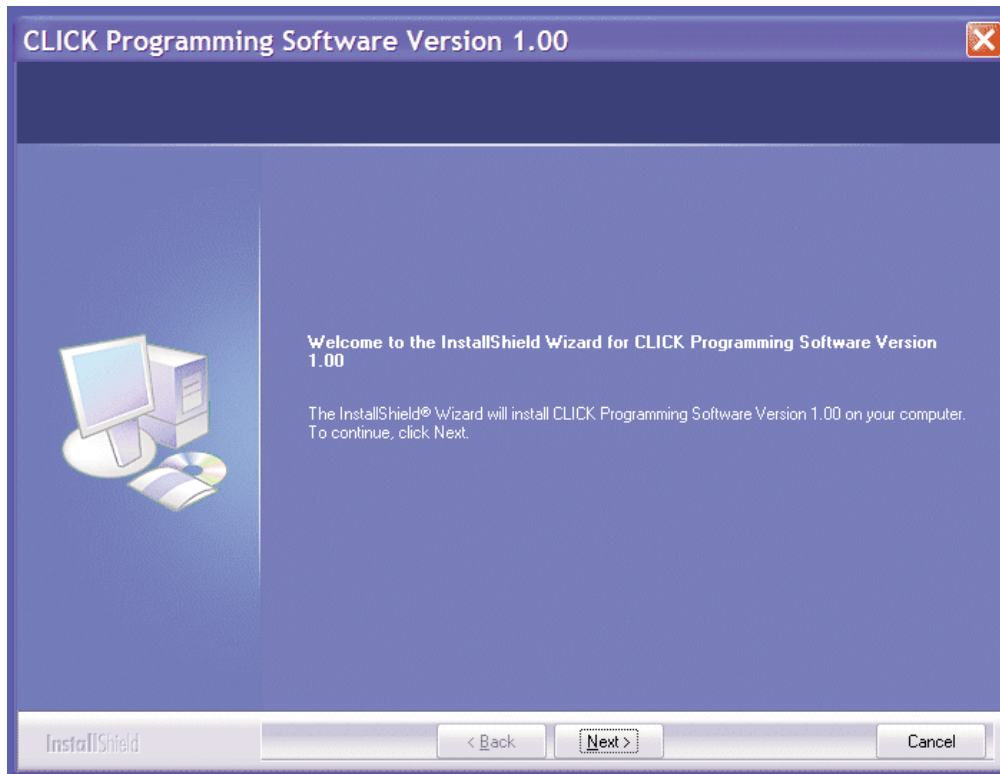 CLICK Programming Software Version 1.00
Welcome to the InstallShield Wizard for CLICK Programming Software Version
1.00
The InstallShield® Wizard will install CLICK Programming Software Version 1.00 on your computer.
To continue, click Next.
InstallShield
< Back
Next >
Cancel